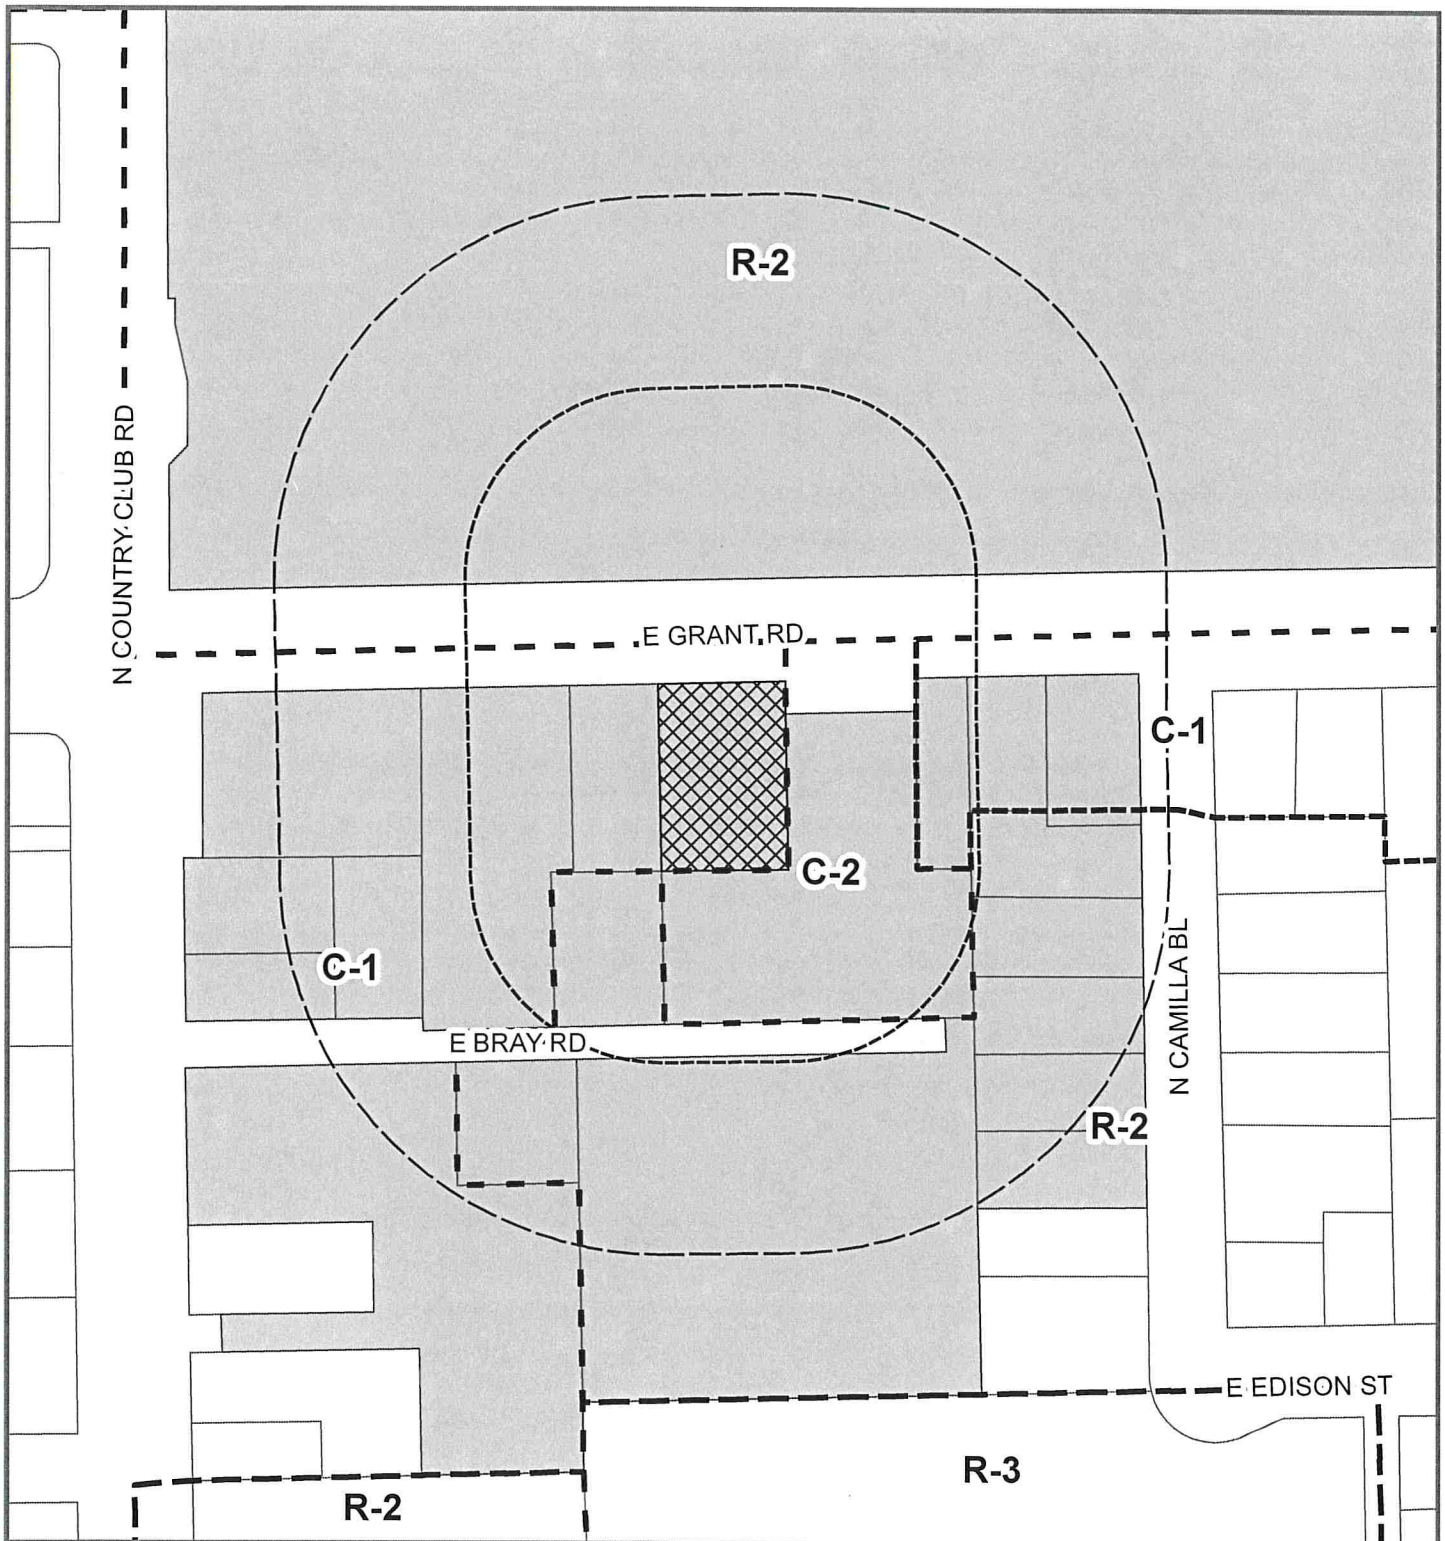 R-2
N COUNTRY CLUB RD
E GRANT RD
C-1
C-2
C-1
N CAMILLA BL
E BRAY RD
R-2
E EDISON ST
R-3
R-2